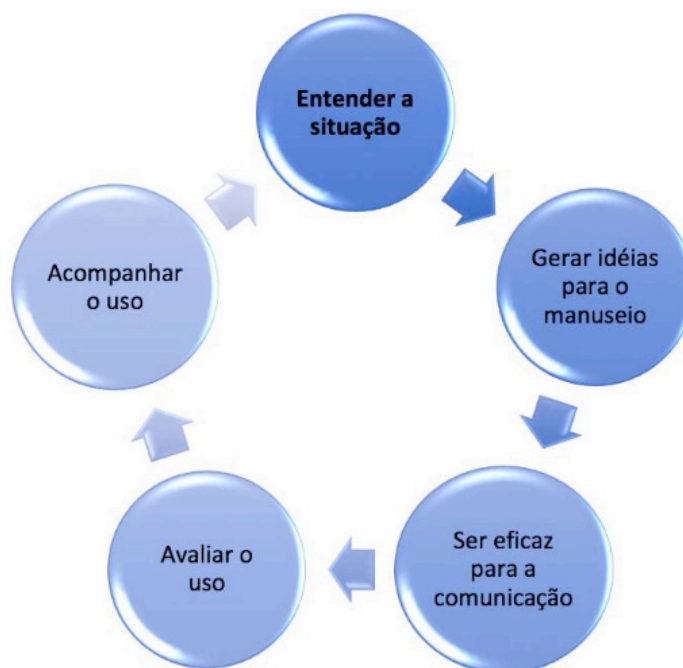 Entender a
situação
Gerar idéias
para o
manuseio
Ser eficaz
para a
comunicação
Avaliar o
uso
Acompanhar
o uso